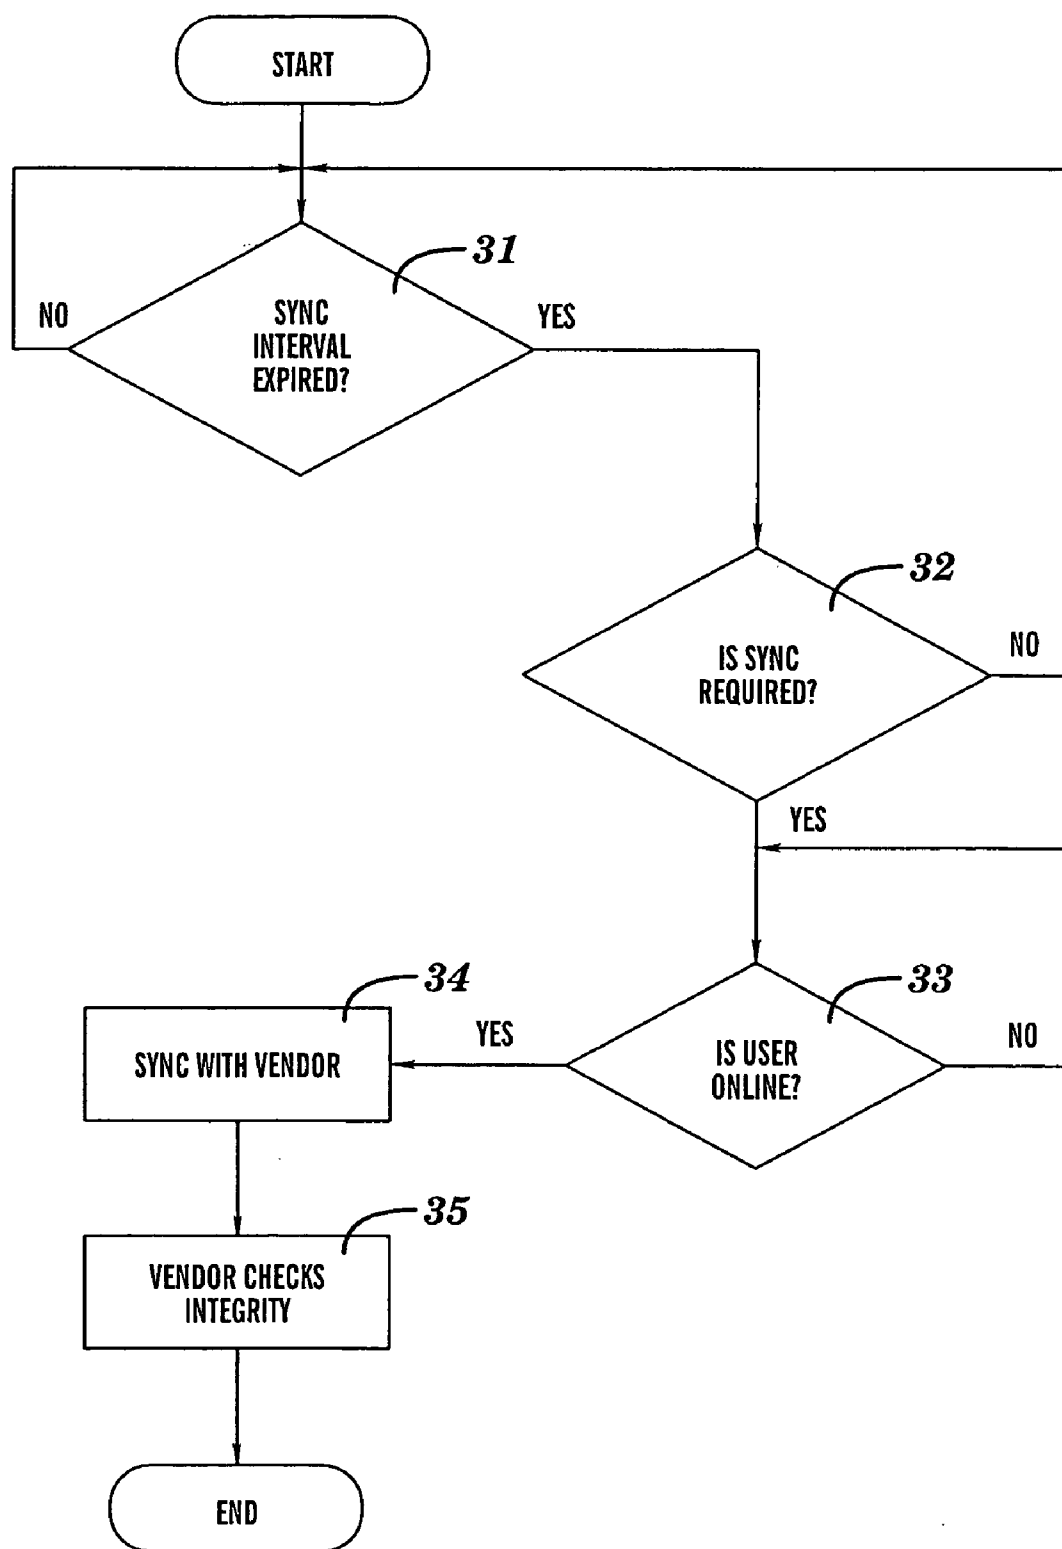 START
31
NO
SYNC
INTERVAL
EXPIRED?
YES
32
IS SYNC
REQUIRED?
NO
YES
33
IS USER
ONLINE?
NO
YES
34
SYNC WITH VENDOR
35
VENDOR CHECKS
INTEGRITY
END